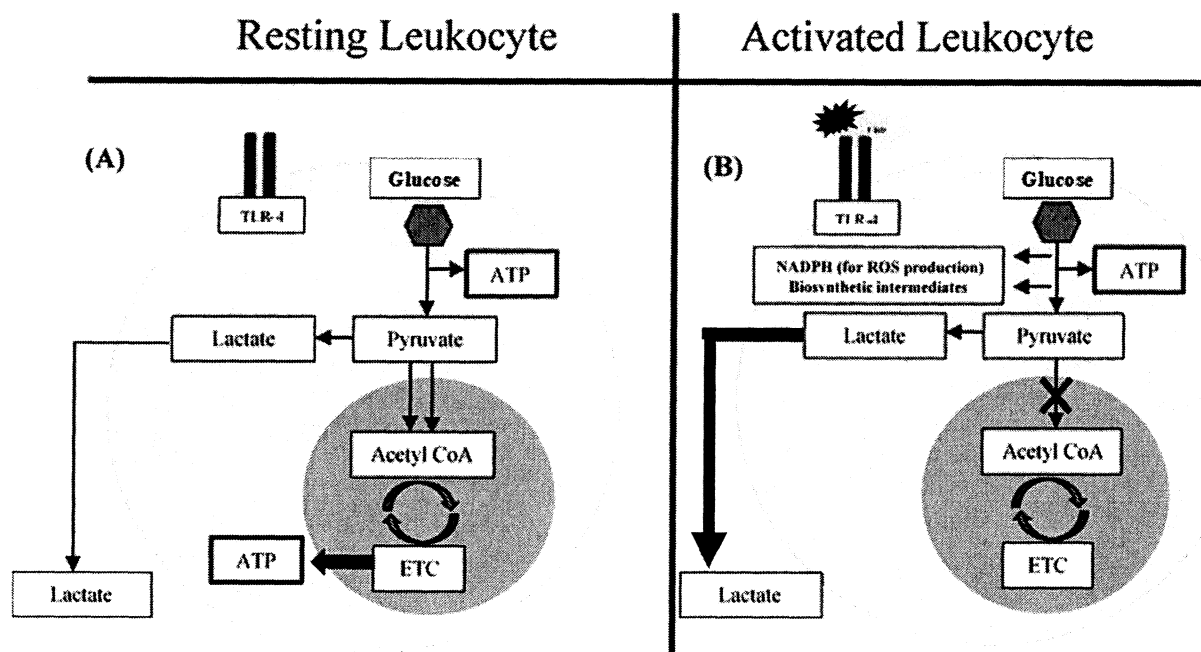 Resting Leukocyte
Activated Leukocyte
(A)
TLR-4
Glucose
ATP
Lactate
Pyruvate
Acetyl CoA
ATP
ETC
Lactate
(B)
TLR-4
Glucose
NADPH (for ROS production)
Biosynthetic intermediates
ATP
Lactate
Pyruvate
Acetyl CoA
ETC
Lactate